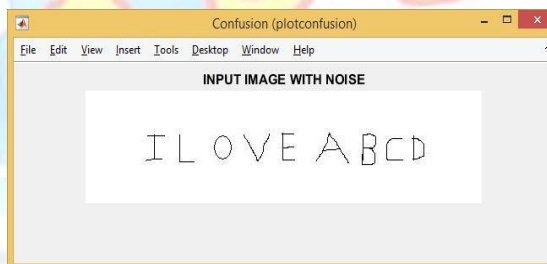 Confusion (plotconfusion)
File Edit View Insert Tools Desktop Window Help
INPUT IMAGE WITH NOISE
I L O V E A B C D